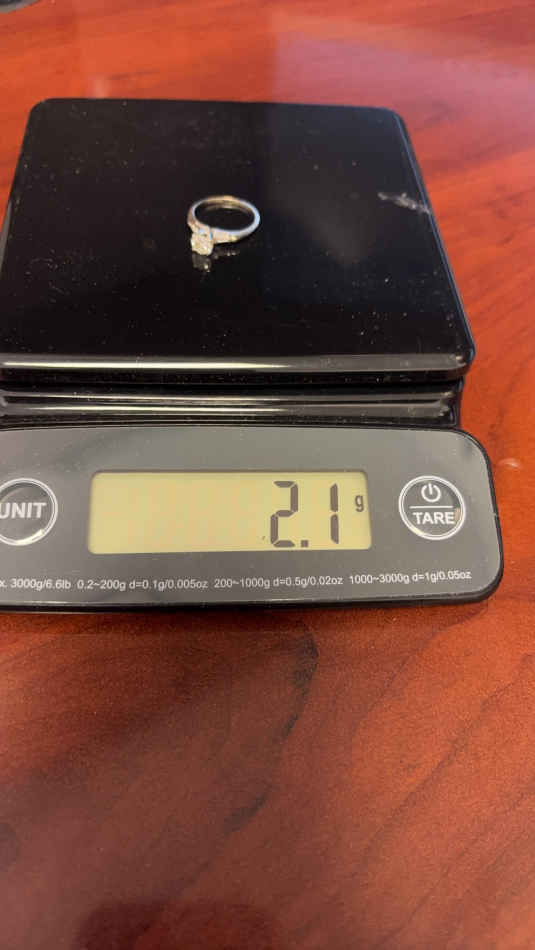 2.1 g
UNIT
TARE
x. 3000g/6.6lb 0.2~200g d=0.1g/0.005oz 200~1000g d=0.5g/0.02oz 1000~3000g d=1g/0.05oz